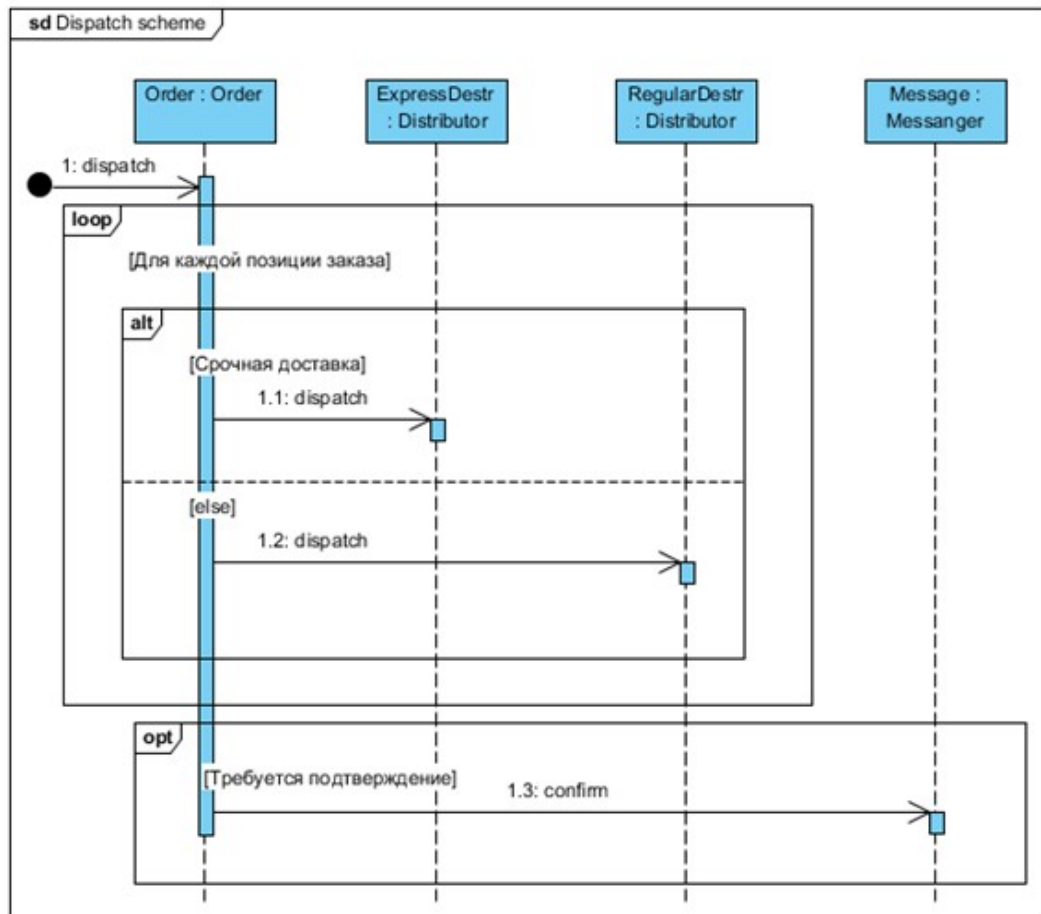 sd Dispatch scheme
Order : Order
ExpressDestr
: Distributor
RegularDestr
: Distributor
Message :
Messanger
1: dispatch
loop
[Для каждой позиции заказа]
alt
[Срочная доставка]
1.1: dispatch
[else]
1.2: dispatch
opt
[Требуется подтверждение]
1.3: confirm